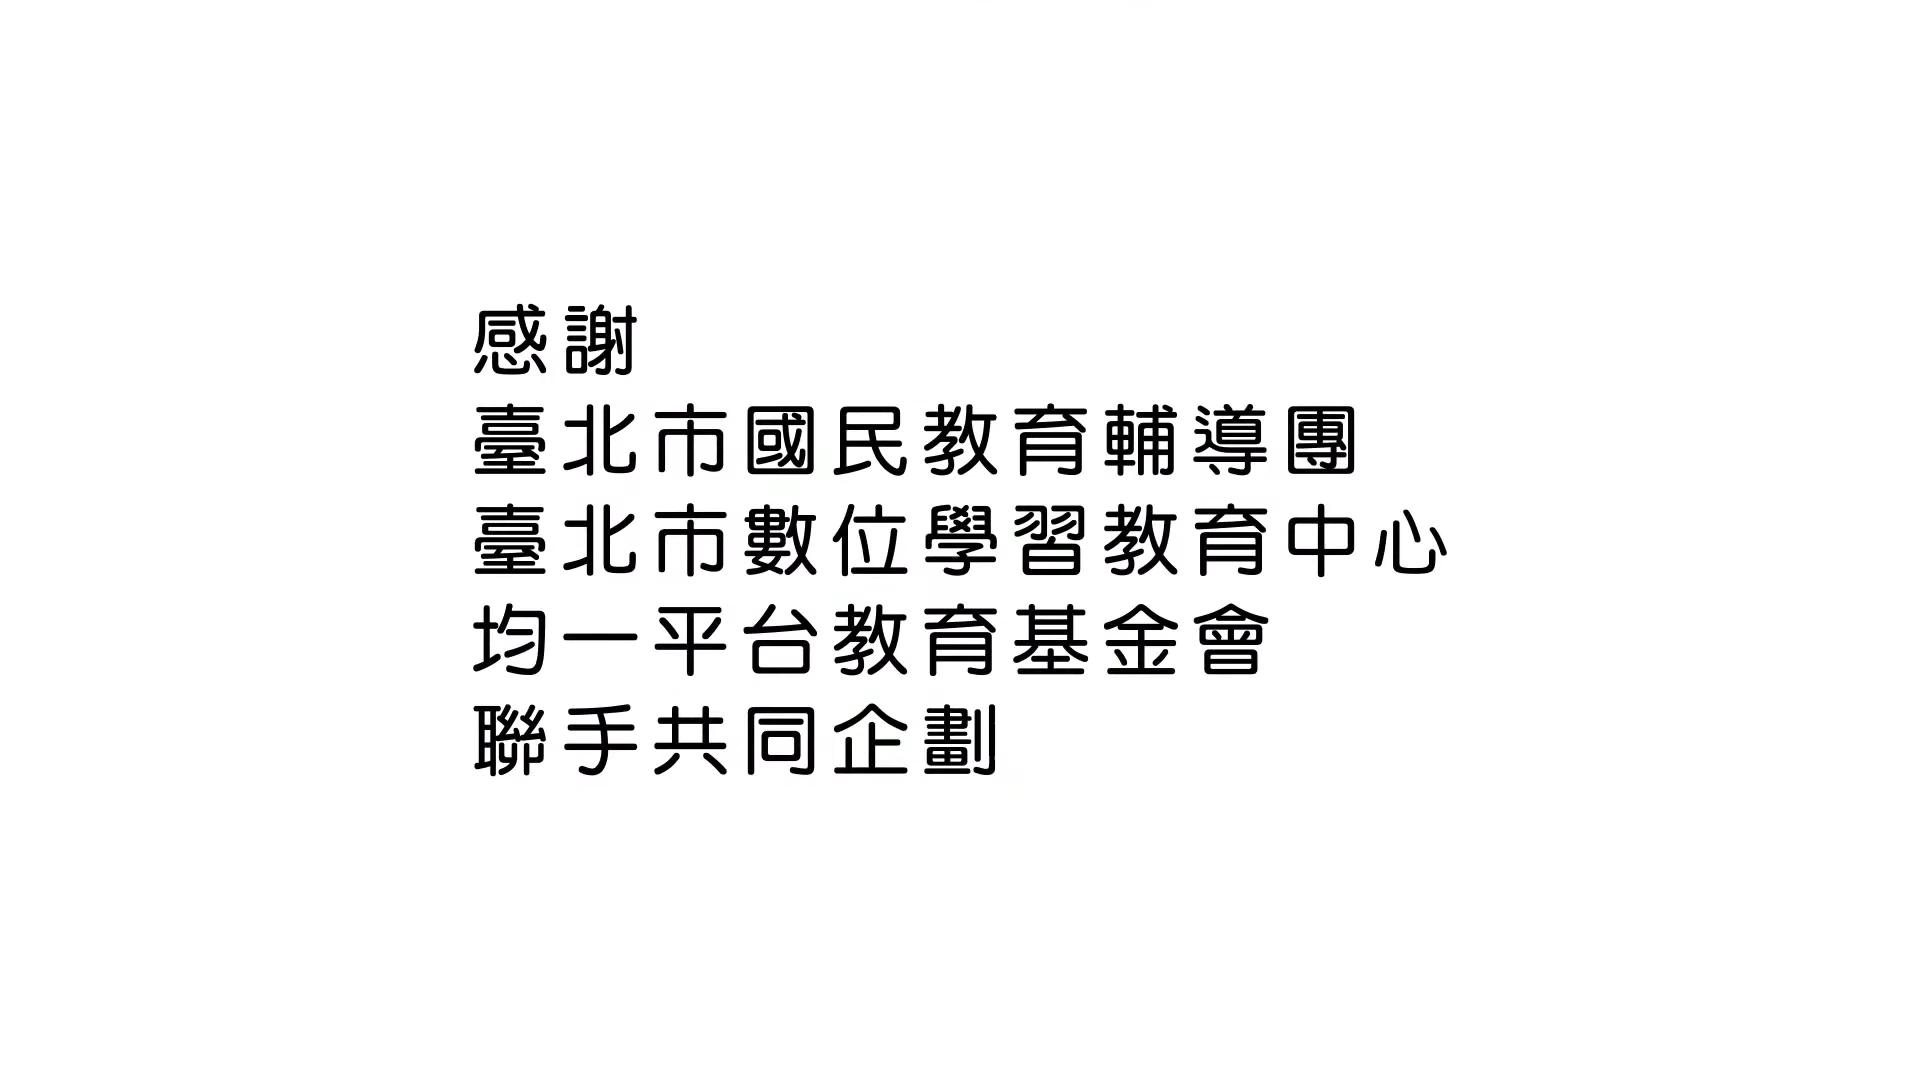 感謝
臺北市國民教育輔導團
臺北市數位學習教育中心
均一平台教育基金會
聯手共同企劃